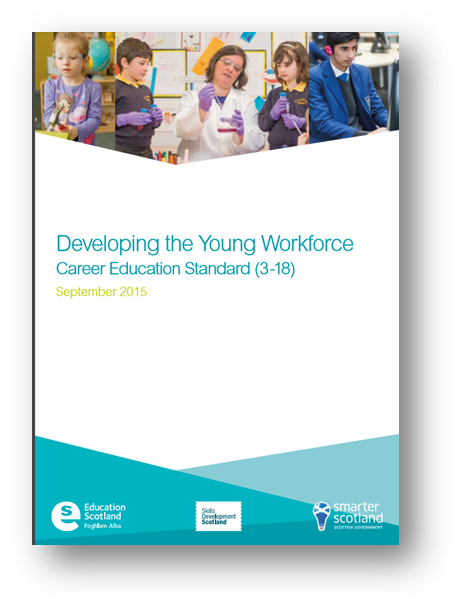 Developing the Young Workforce
Career Education Standard (3-18)
September 2015
Education
Scotland
Foghlam Alba
Skills
Development
Scotland
smarter
scotland
SCOTTISH GOVERNMENT